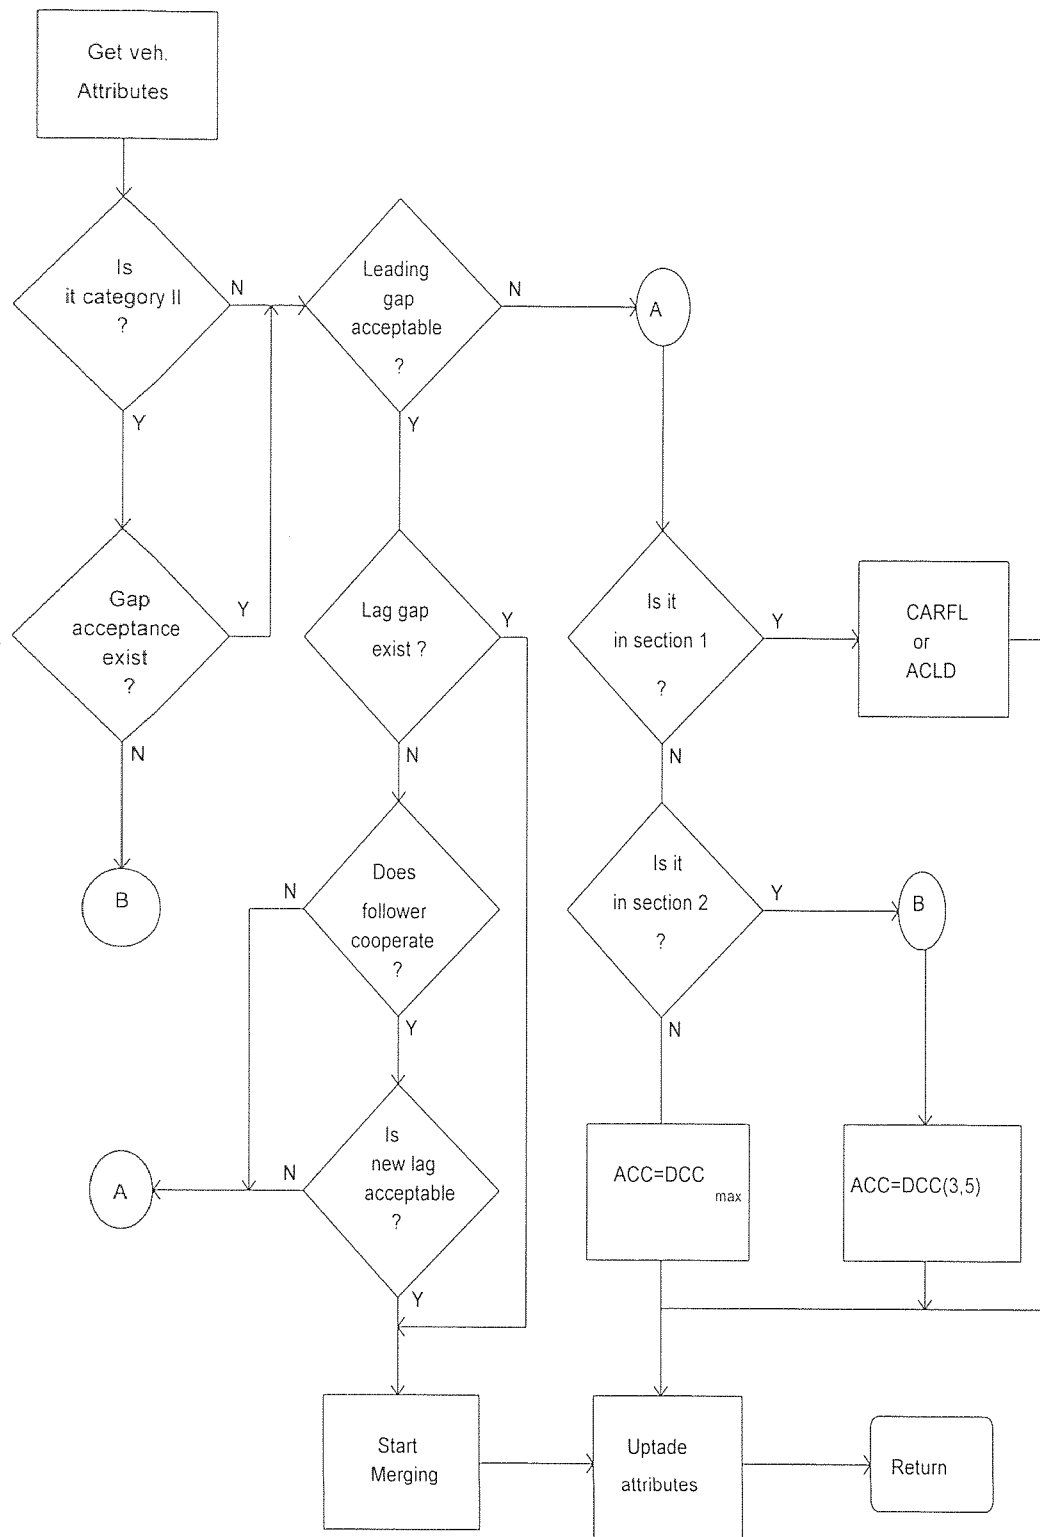 Get veh.
Attributes
Is
it category II
?
N
Y
Gap
acceptance
exist
?
Y
N
B
Leading
gap
acceptable
?
N
Y
A
Lag gap
exist ?
Y
N
Does
follower
cooperate
?
N
Y
Is
new lag
acceptable
?
N
Y
A
Start
Merging
Is it
in section 1
?
Y
N
CARFL
or
ACLD
Is it
in section 2
?
Y
N
B
ACC=DCC
max
ACC=DCC(3,5)
Uptade
attributes
Return